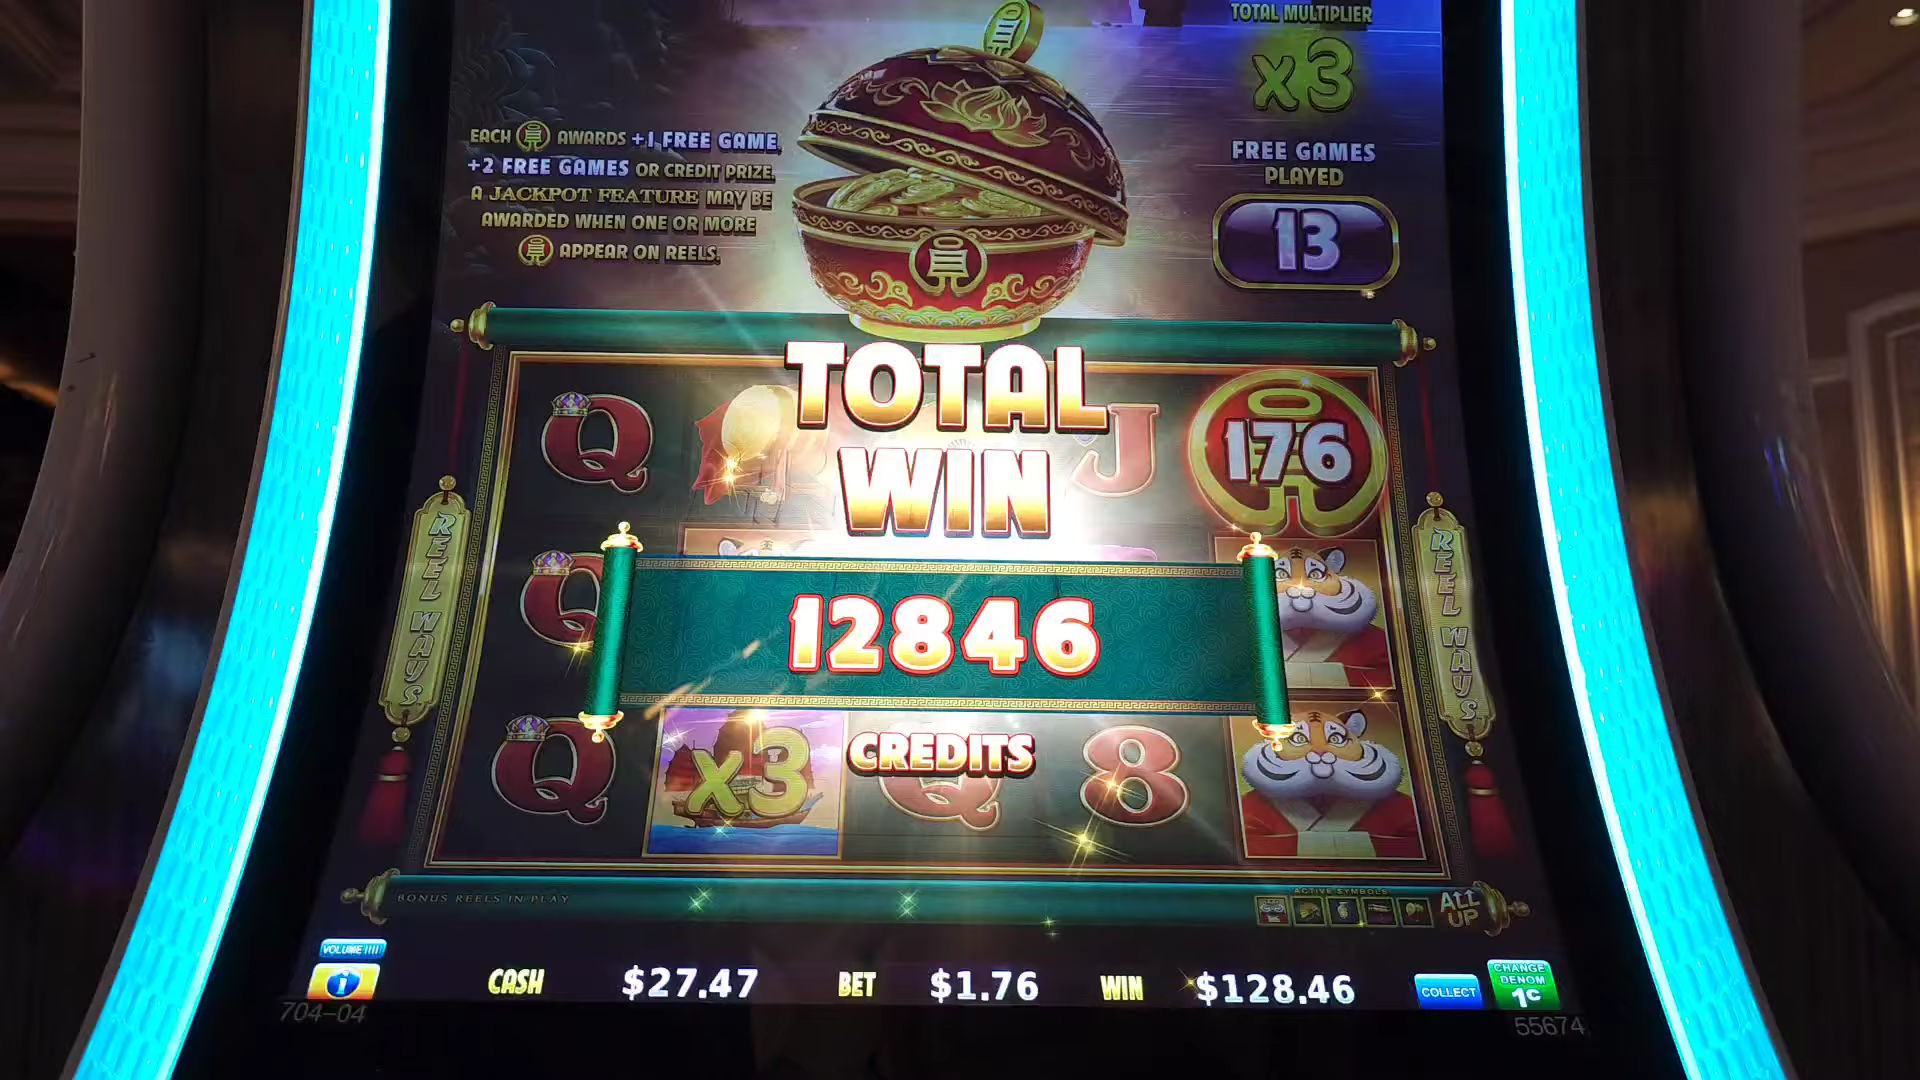 TOTAL MULTIPLIER
x3
EACH AWARDS +1 FREE GAME,
+2 FREE GAMES OR CREDIT PRIZE.
A JACKPOT FEATURE MAY BE
AWARDED WHEN ONE OR MORE
APPEAR ON REELS.
FREE GAMES
PLAYED
13
TOTAL
WIN
12846
CREDITS
Q
J
176
Q
Q
x3
Q
8
REEL WAYS
REEL WAYS
BONUS REELS IN PLAY
ACTIVE SYMBOLS
ALL
UP
VOLUME
CASH $27.47 BET $1.76 WIN $128.46
COLLECT
CHANGE
DENOM
1¢
704-04
55674